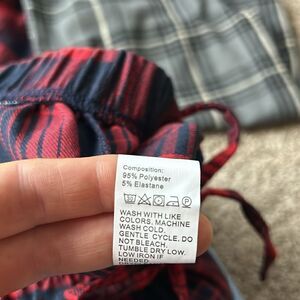 Composition:
95% Polyester
5% Elastane
WASH WITH LIKE
COLORS, MACHINE
WASH COLD.
GENTLE CYCLE. DO
NOT BLEACH.
TUMBLE DRY LOW.
LOW IRON IF
NEEDED